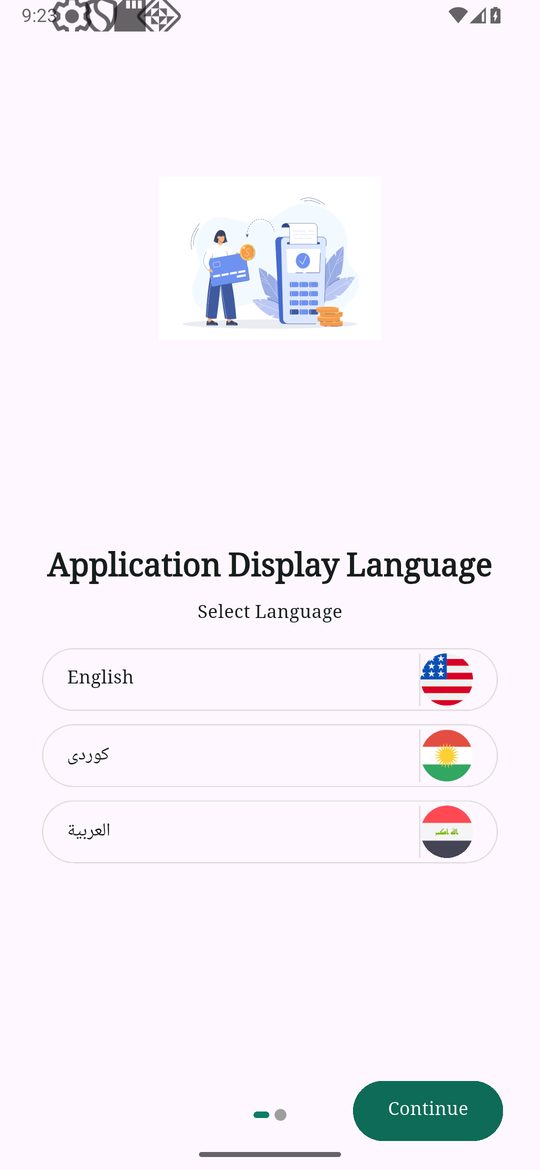 9:23
Application Display Language
Select Language
English
کوردی
العربية
Continue